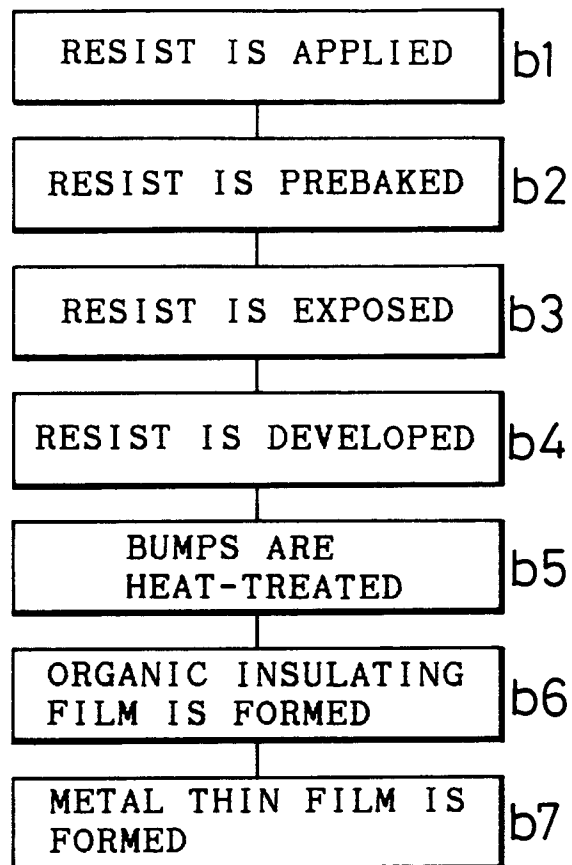 RESIST IS APPLIED b1
RESIST IS PREBAKED b2
RESIST IS EXPOSED b3
RESIST IS DEVELOPED b4
BUMPS ARE
HEAT-TREATED b5
ORGANIC INSULATING
FILM IS FORMED b6
METAL THIN FILM IS
FORMED b7